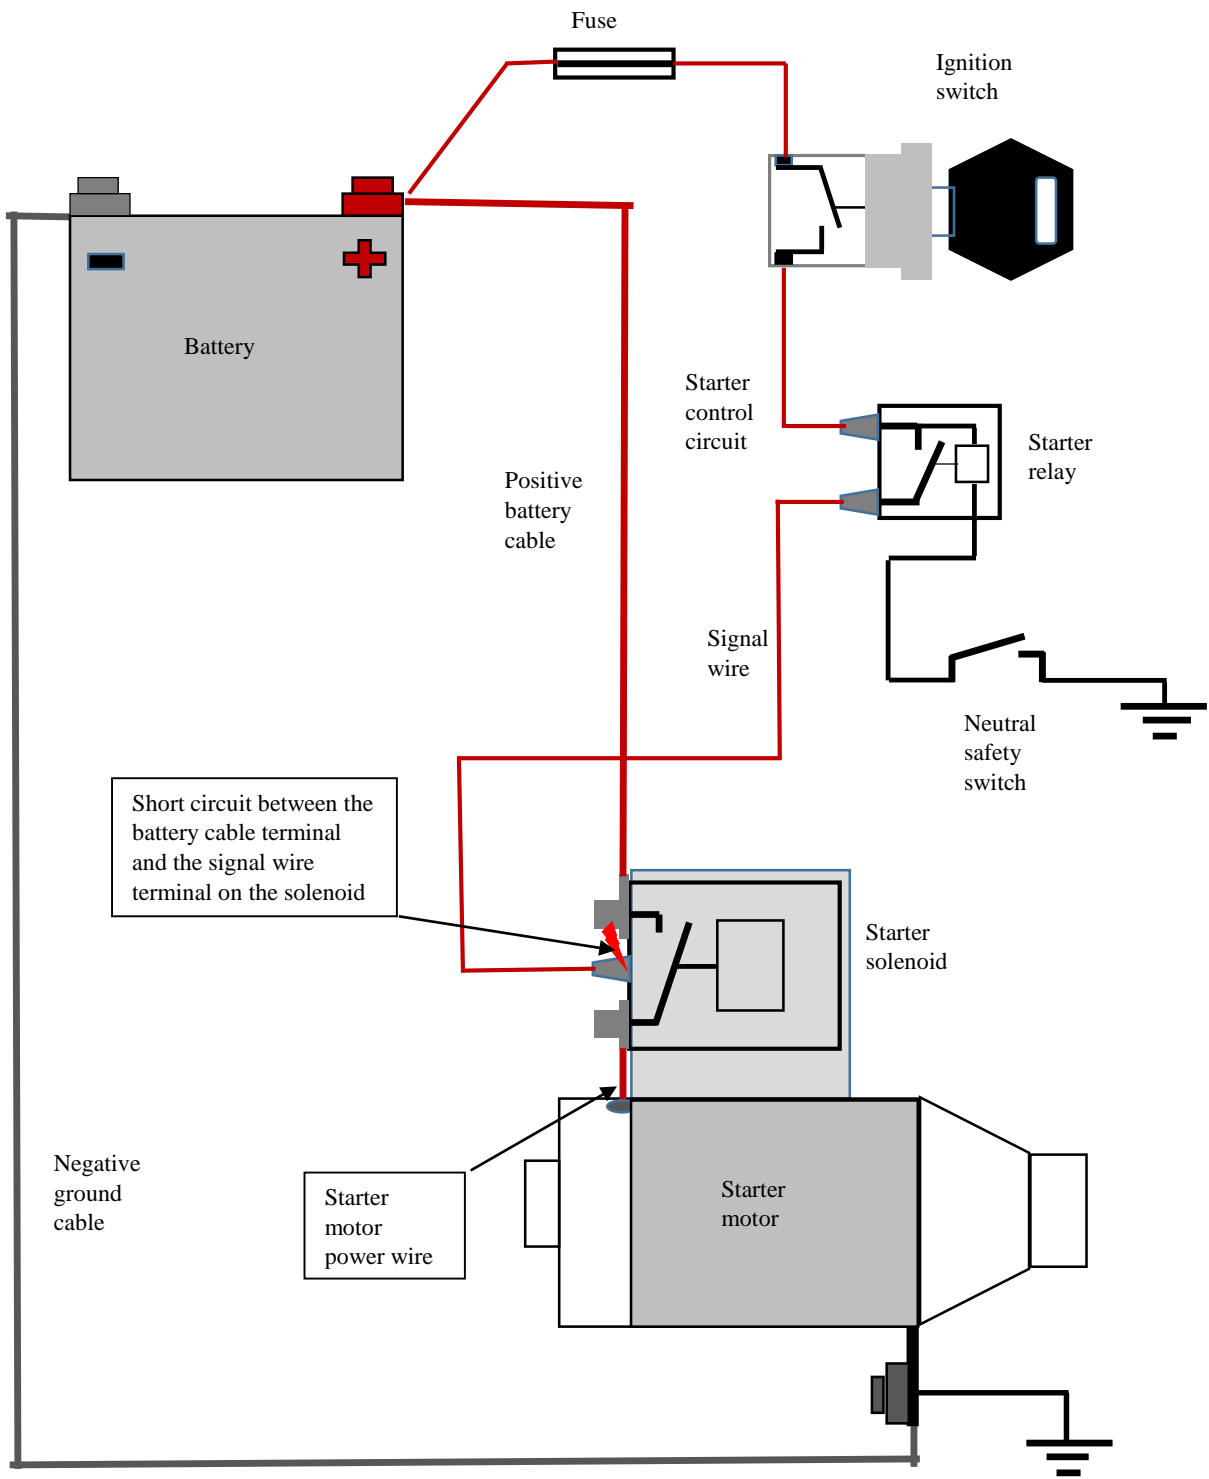 Fuse
Ignition
switch
Battery
Starter
control
circuit
Starter
relay
Positive
battery
cable
Signal
wire
Neutral
safety
switch
Short circuit between the
battery cable terminal
and the signal wire
terminal on the solenoid
Starter
solenoid
Negative
ground
cable
Starter
motor
power wire
Starter
motor